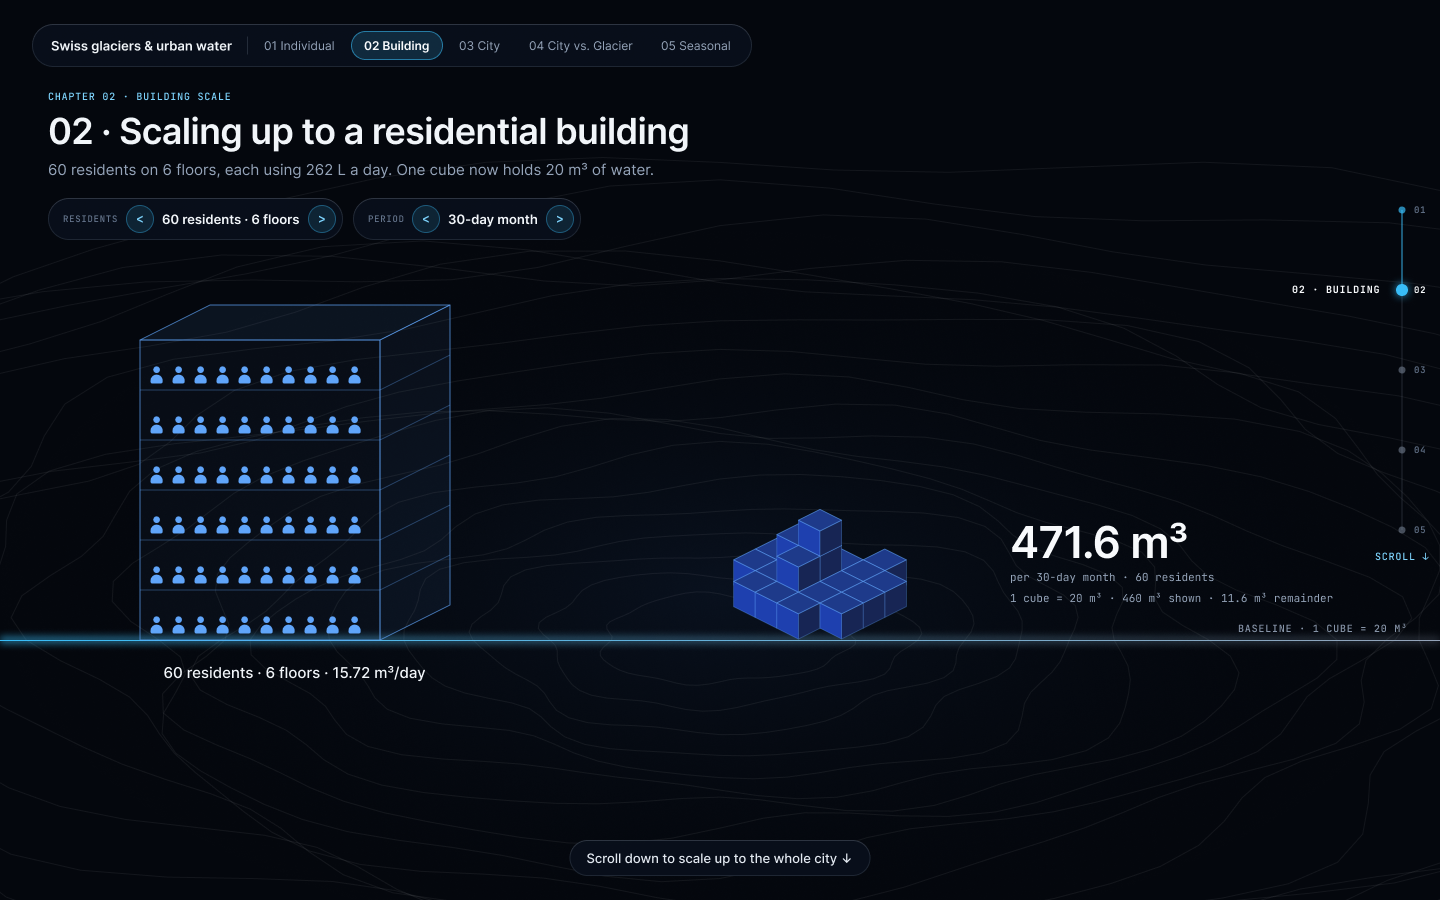 Swiss glaciers & urban water
01 Individual
02 Building
03 City
04 City vs. Glacier
05 Seasonal
CHAPTER 02 · BUILDING SCALE
02 · Scaling up to a residential building
60 residents on 6 floors, each using 262 L a day. One cube now holds 20 m³ of water.
RESIDENTS < 60 residents · 6 floors >
PERIOD < 30-day month >
01
02 · BUILDING 02
03
04
05
SCROLL ↓
471.6 m³
per 30-day month · 60 residents
1 cube = 20 m³ · 460 m³ shown · 11.6 m³ remainder
BASELINE · 1 CUBE = 20 M³
60 residents · 6 floors · 15.72 m³/day
Scroll down to scale up to the whole city ↓